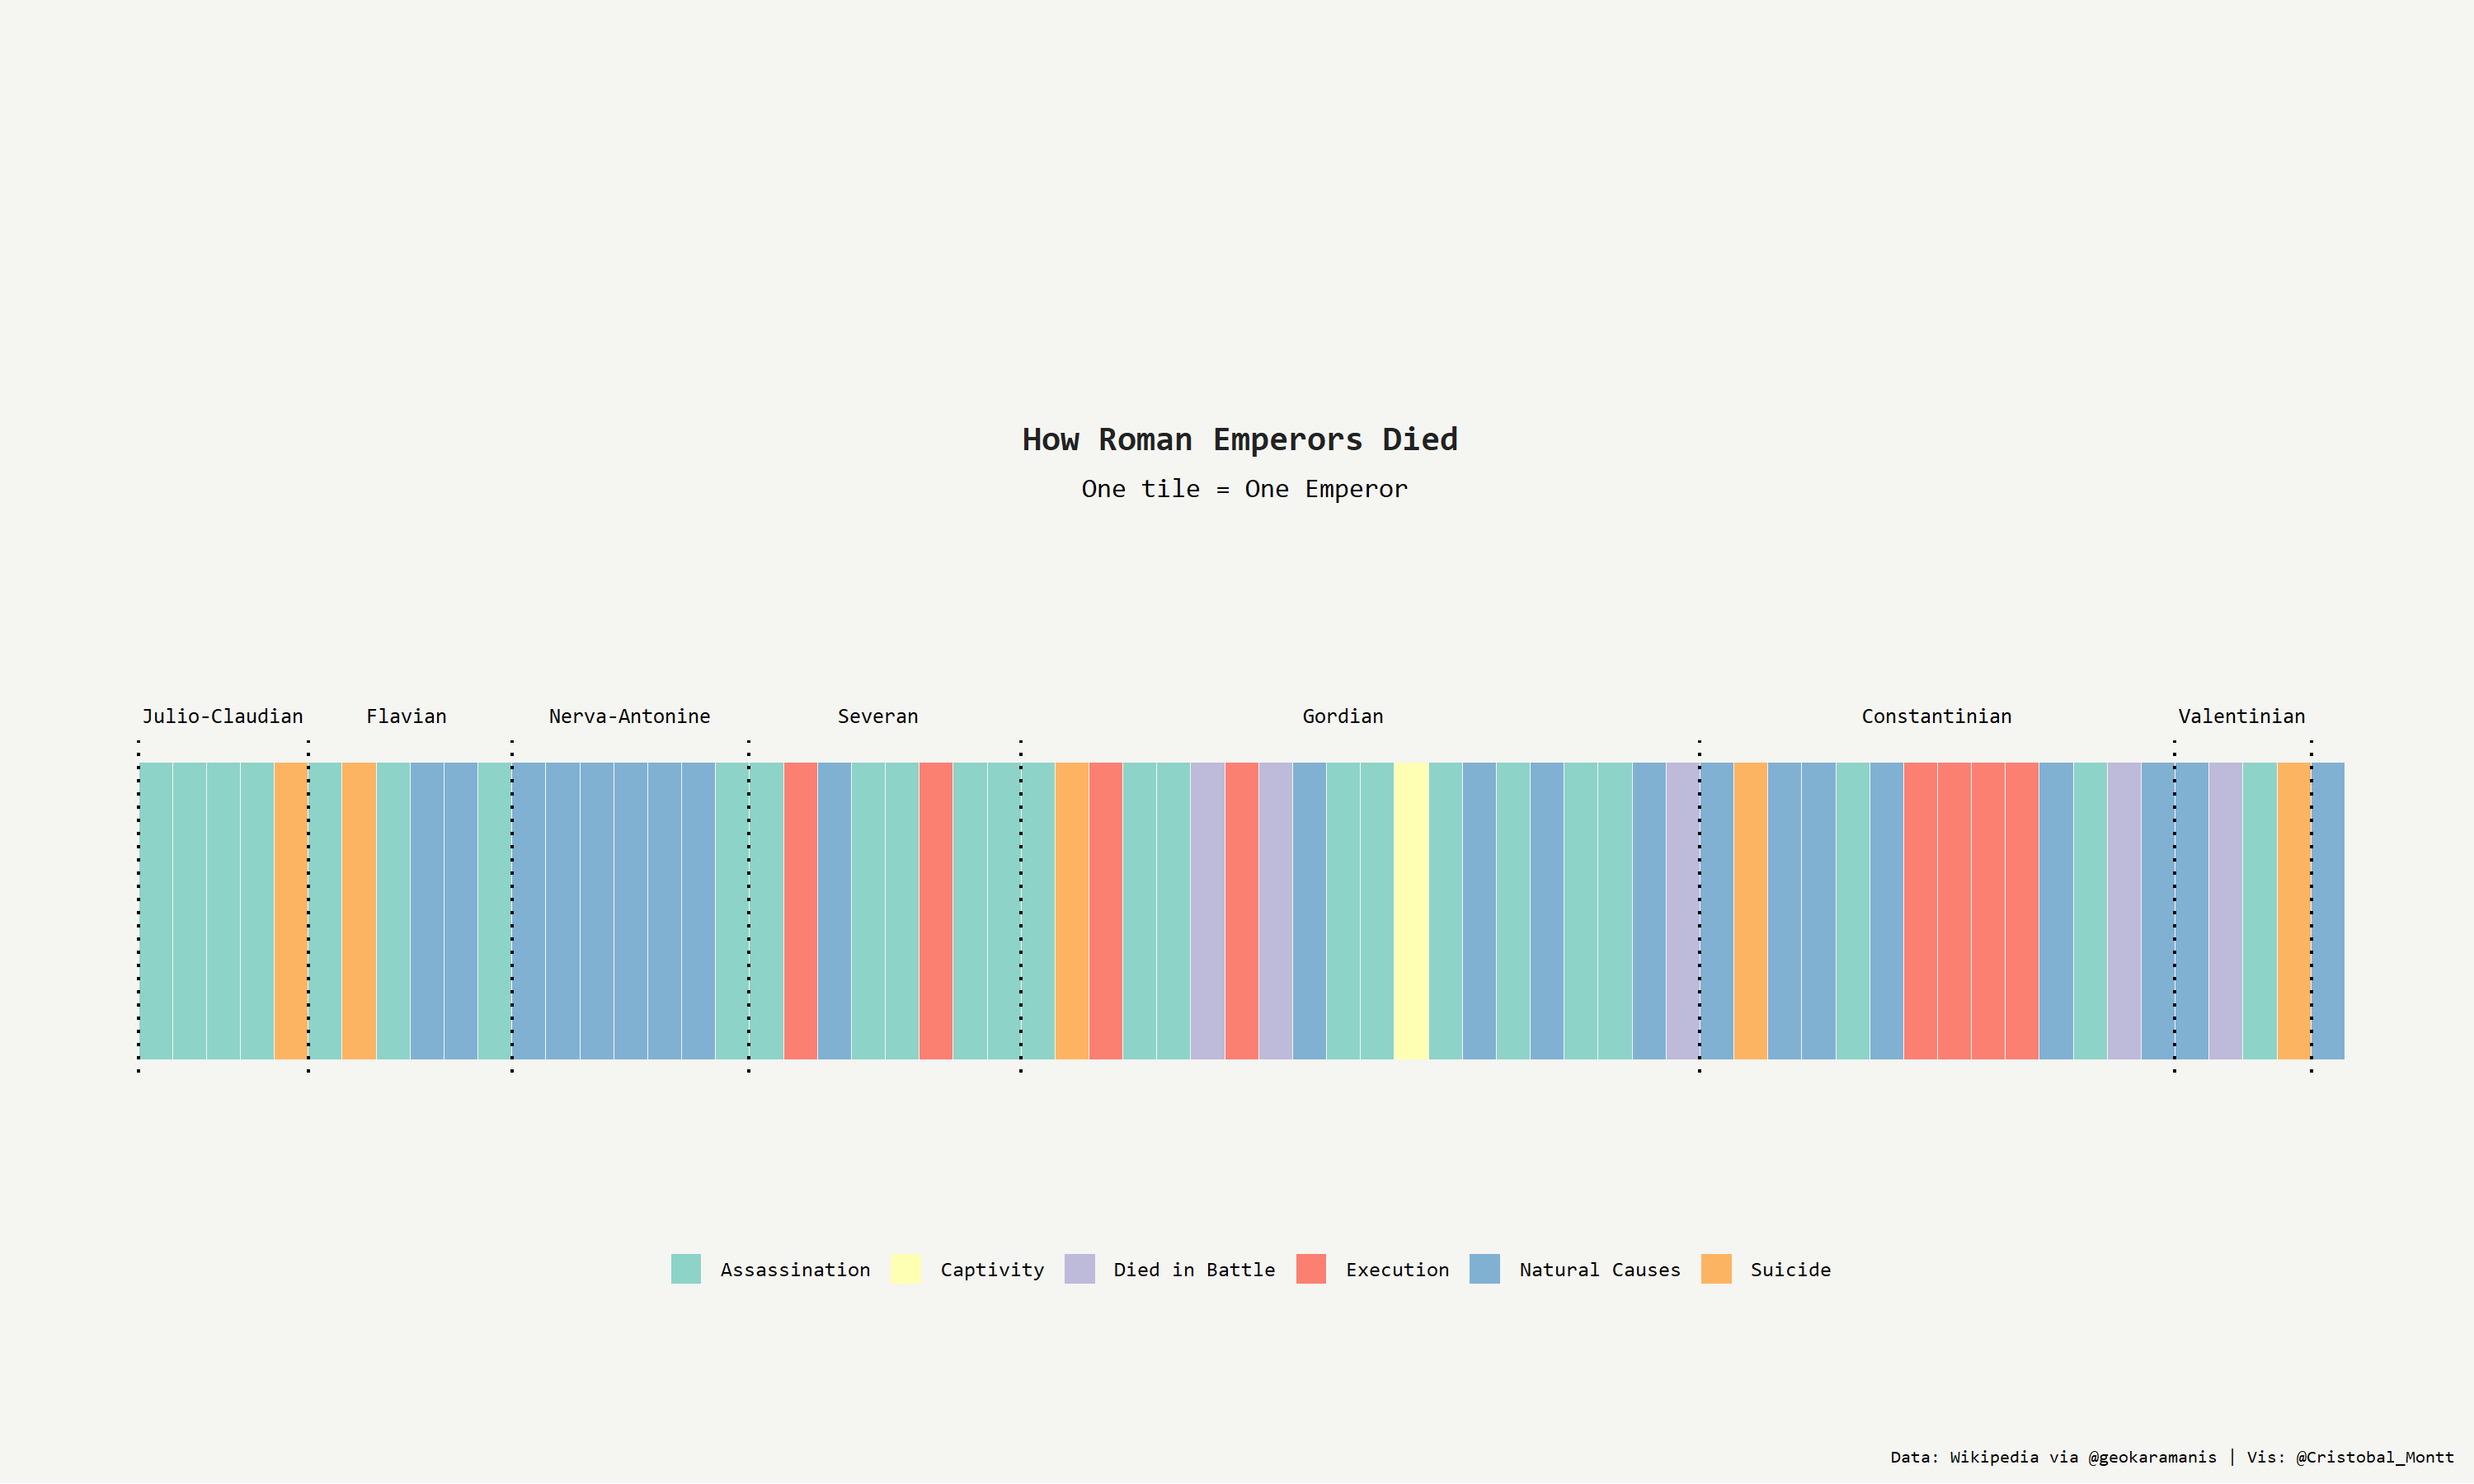 How Roman Emperors Died
One tile = One Emperor
Julio-Claudian Flavian Nerva-Antonine Severan Gordian Constantinian Valentinian
Assassination Captivity Died in Battle Execution Natural Causes Suicide
Data: Wikipedia via @geokaramanis | Vis: @Cristobal_Montt